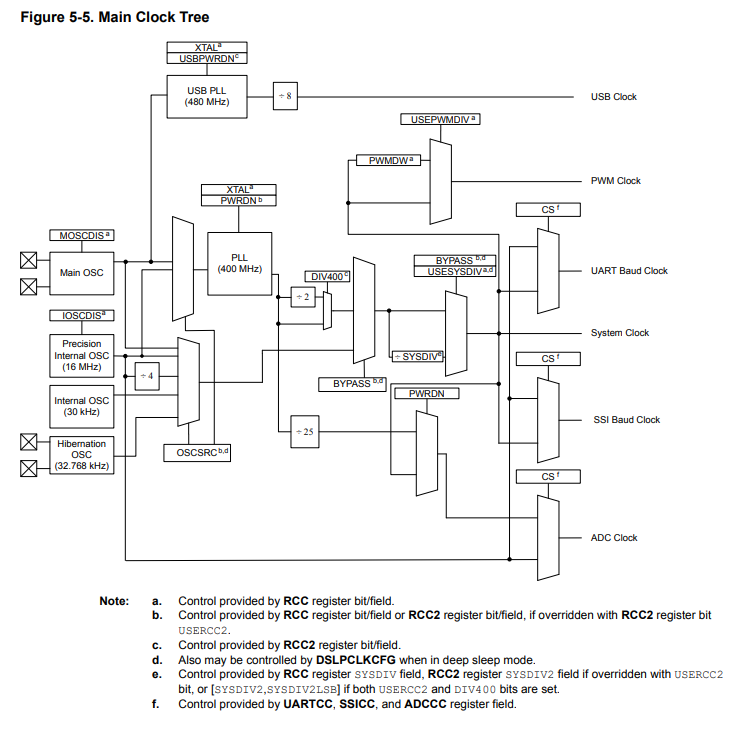 Figure 5-5. Main Clock Tree
XTALa
USBPWRDNc
USB PLL
(480 MHz)
÷ 8
USB Clock
USEPWMDIV a
PWMDW a
PWM Clock
XTALa
PWRDN b
CS f
MOSCDIS a
PLL
(400 MHz)
BYPASS b,d
USESYSDIV a,d
Main OSC
DIV400 c
UART Baud Clock
÷ 2
IOSCDISa
Precision
Internal OSC
(16 MHz)
System Clock
÷ SYSDIV e
CS f
÷ 4
BYPASS b,d
PWRDN
Internal OSC
(30 kHz)
SSI Baud Clock
÷ 25
Hibernation
OSC
(32.768 kHz)
OSCSRC b,d
CS f
ADC Clock
Note: a. Control provided by RCC register bit/field.
b. Control provided by RCC register bit/field or RCC2 register bit/field, if overridden with RCC2 register bit
USERCC2.
c. Control provided by RCC2 register bit/field.
d. Also may be controlled by DSLPCLKCFG when in deep sleep mode.
e. Control provided by RCC register SYSDIV field, RCC2 register SYSDIV2 field if overridden with USERCC2
bit, or [SYSDIV2,SYSDIV2LSB] if both USERCC2 and DIV400 bits are set.
f. Control provided by UARTCC, SSICC, and ADCCC register field.